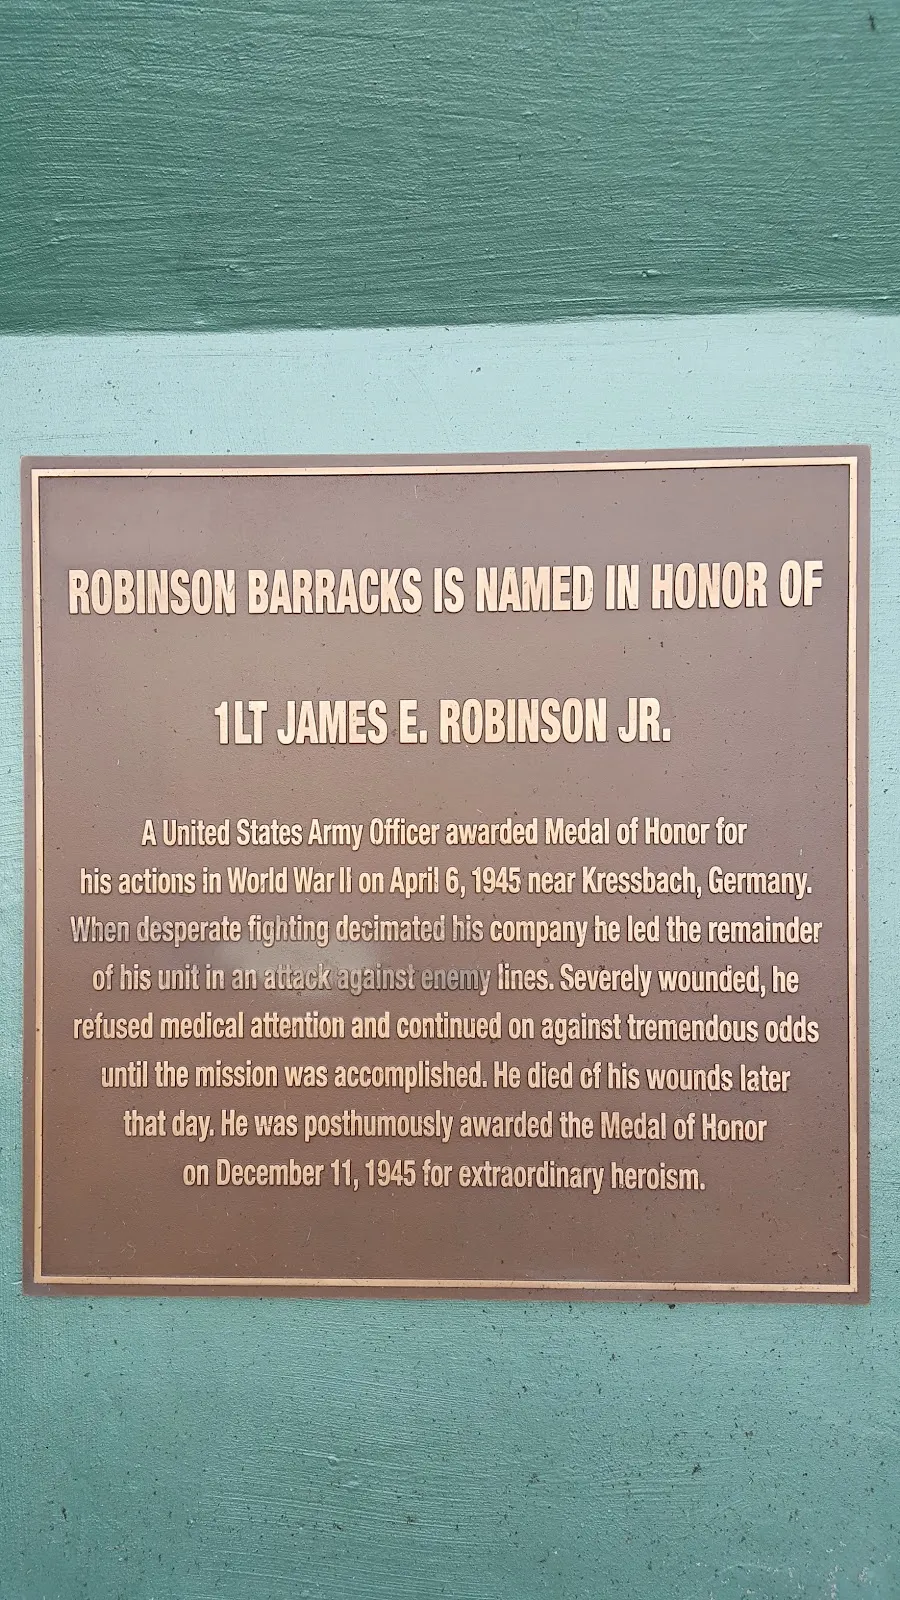 ROBINSON BARRACKS IS NAMED IN HONOR OF
1LT JAMES E. ROBINSON JR.
A United States Army Officer awarded Medal of Honor for
his actions in World War II on April 6, 1945 near Kressbach, Germany.
When desperate fighting decimated his company he led the remainder
of his unit in an attack against enemy lines. Severely wounded, he
refused medical attention and continued on against tremendous odds
until the mission was accomplished. He died of his wounds later
that day. He was posthumously awarded the Medal of Honor
on December 11, 1945 for extraordinary heroism.